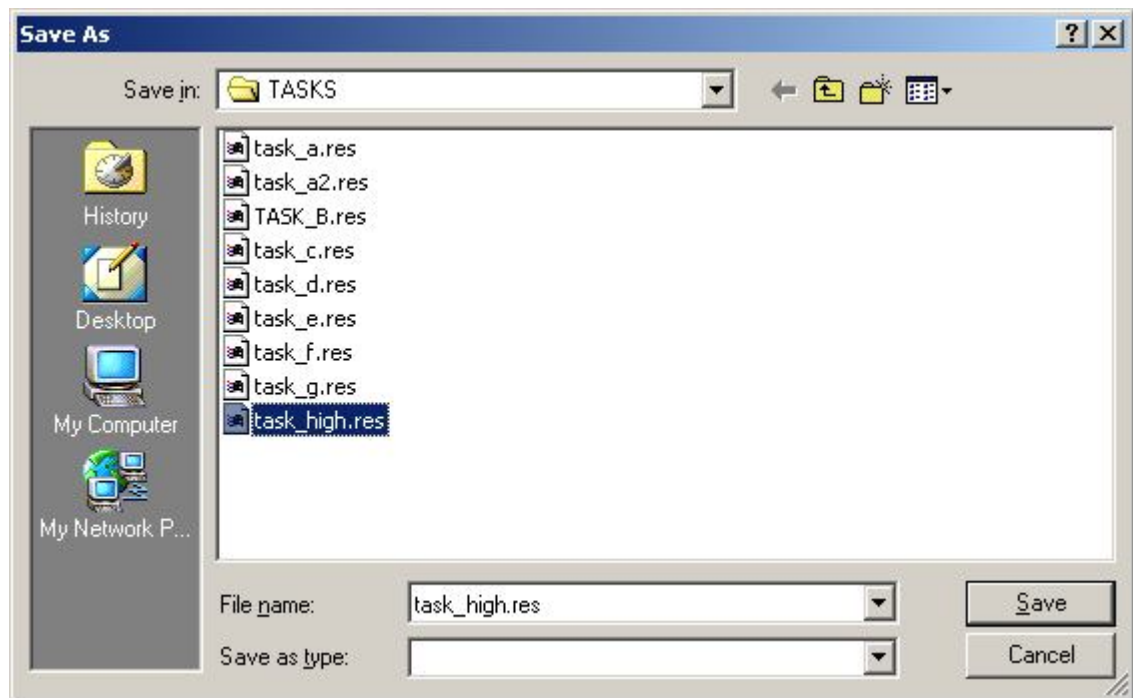 Save As
Save in: TASKS
History
Desktop
My Computer
My Network P...
task_a.res
task_a2.res
TASK_B.res
task_c.res
task_d.res
task_e.res
task_f.res
task_g.res
task_high.res
File name: task_high.res Save
Save as type: Cancel